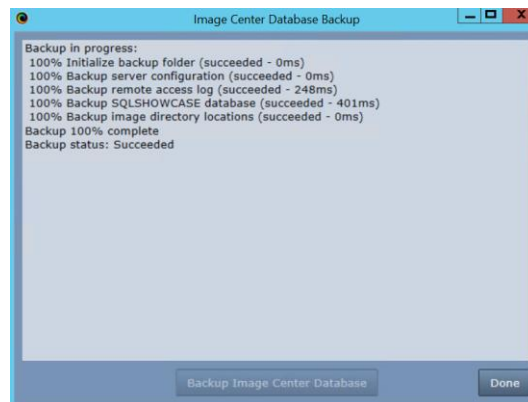 Image Center Database Backup
Backup in progress:
100% Initialize backup folder (succeeded - 0ms)
100% Backup server configuration (succeeded - 0ms)
100% Backup remote access log (succeeded - 248ms)
100% Backup SQLSHOWCASE database (succeeded - 401ms)
100% Backup image directory locations (succeeded - 0ms)
Backup 100% complete
Backup status: Succeeded
Backup Image Center Database
Done